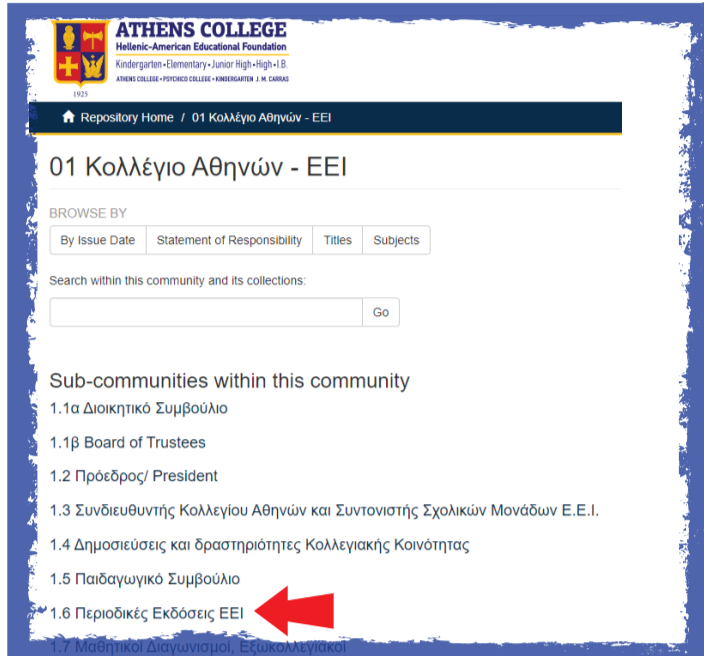 ATHENS COLLEGE
Hellenic-American Educational Foundation
Kindergarten•Elementary•Junior High•High•I.B.
ATHENS COLLEGE•PSYCHICO COLLEGE•KINDERGARTEN J. M. CARRAS
1925
Repository Home / 01 Κολλέγιο Αθηνών - ΕΕΙ
01 Κολλέγιο Αθηνών - ΕΕΙ
BROWSE BY
By Issue Date Statement of Responsibility Titles Subjects
Search within this community and its collections:
Go
Sub-communities within this community
1.1α Διοικητικό Συμβούλιο
1.1β Board of Trustees
1.2 Πρόεδρος/ President
1.3 Συνδιευθυντής Κολλεγίου Αθηνών και Συντονιστής Σχολικών Μονάδων Ε.Ε.Ι.
1.4 Δημοσιεύσεις και δραστηριότητες Κολλεγιακής Κοινότητας
1.5 Παιδαγωγικό Συμβούλιο
1.6 Περιοδικές Εκδόσεις ΕΕΙ
1.7 Μαθητικοί Διαγωνισμοί, Εξωκολλεγιακοί